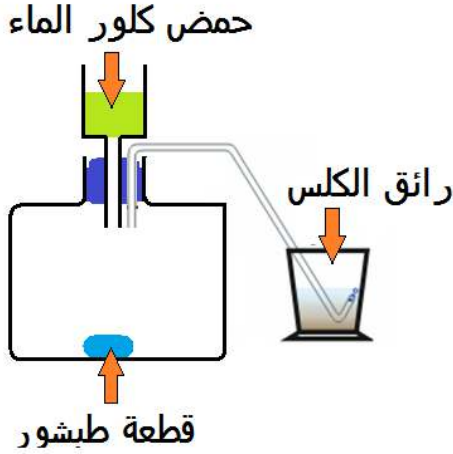 حمض كلور الماء
رائق الكلس
قطعة طبشور